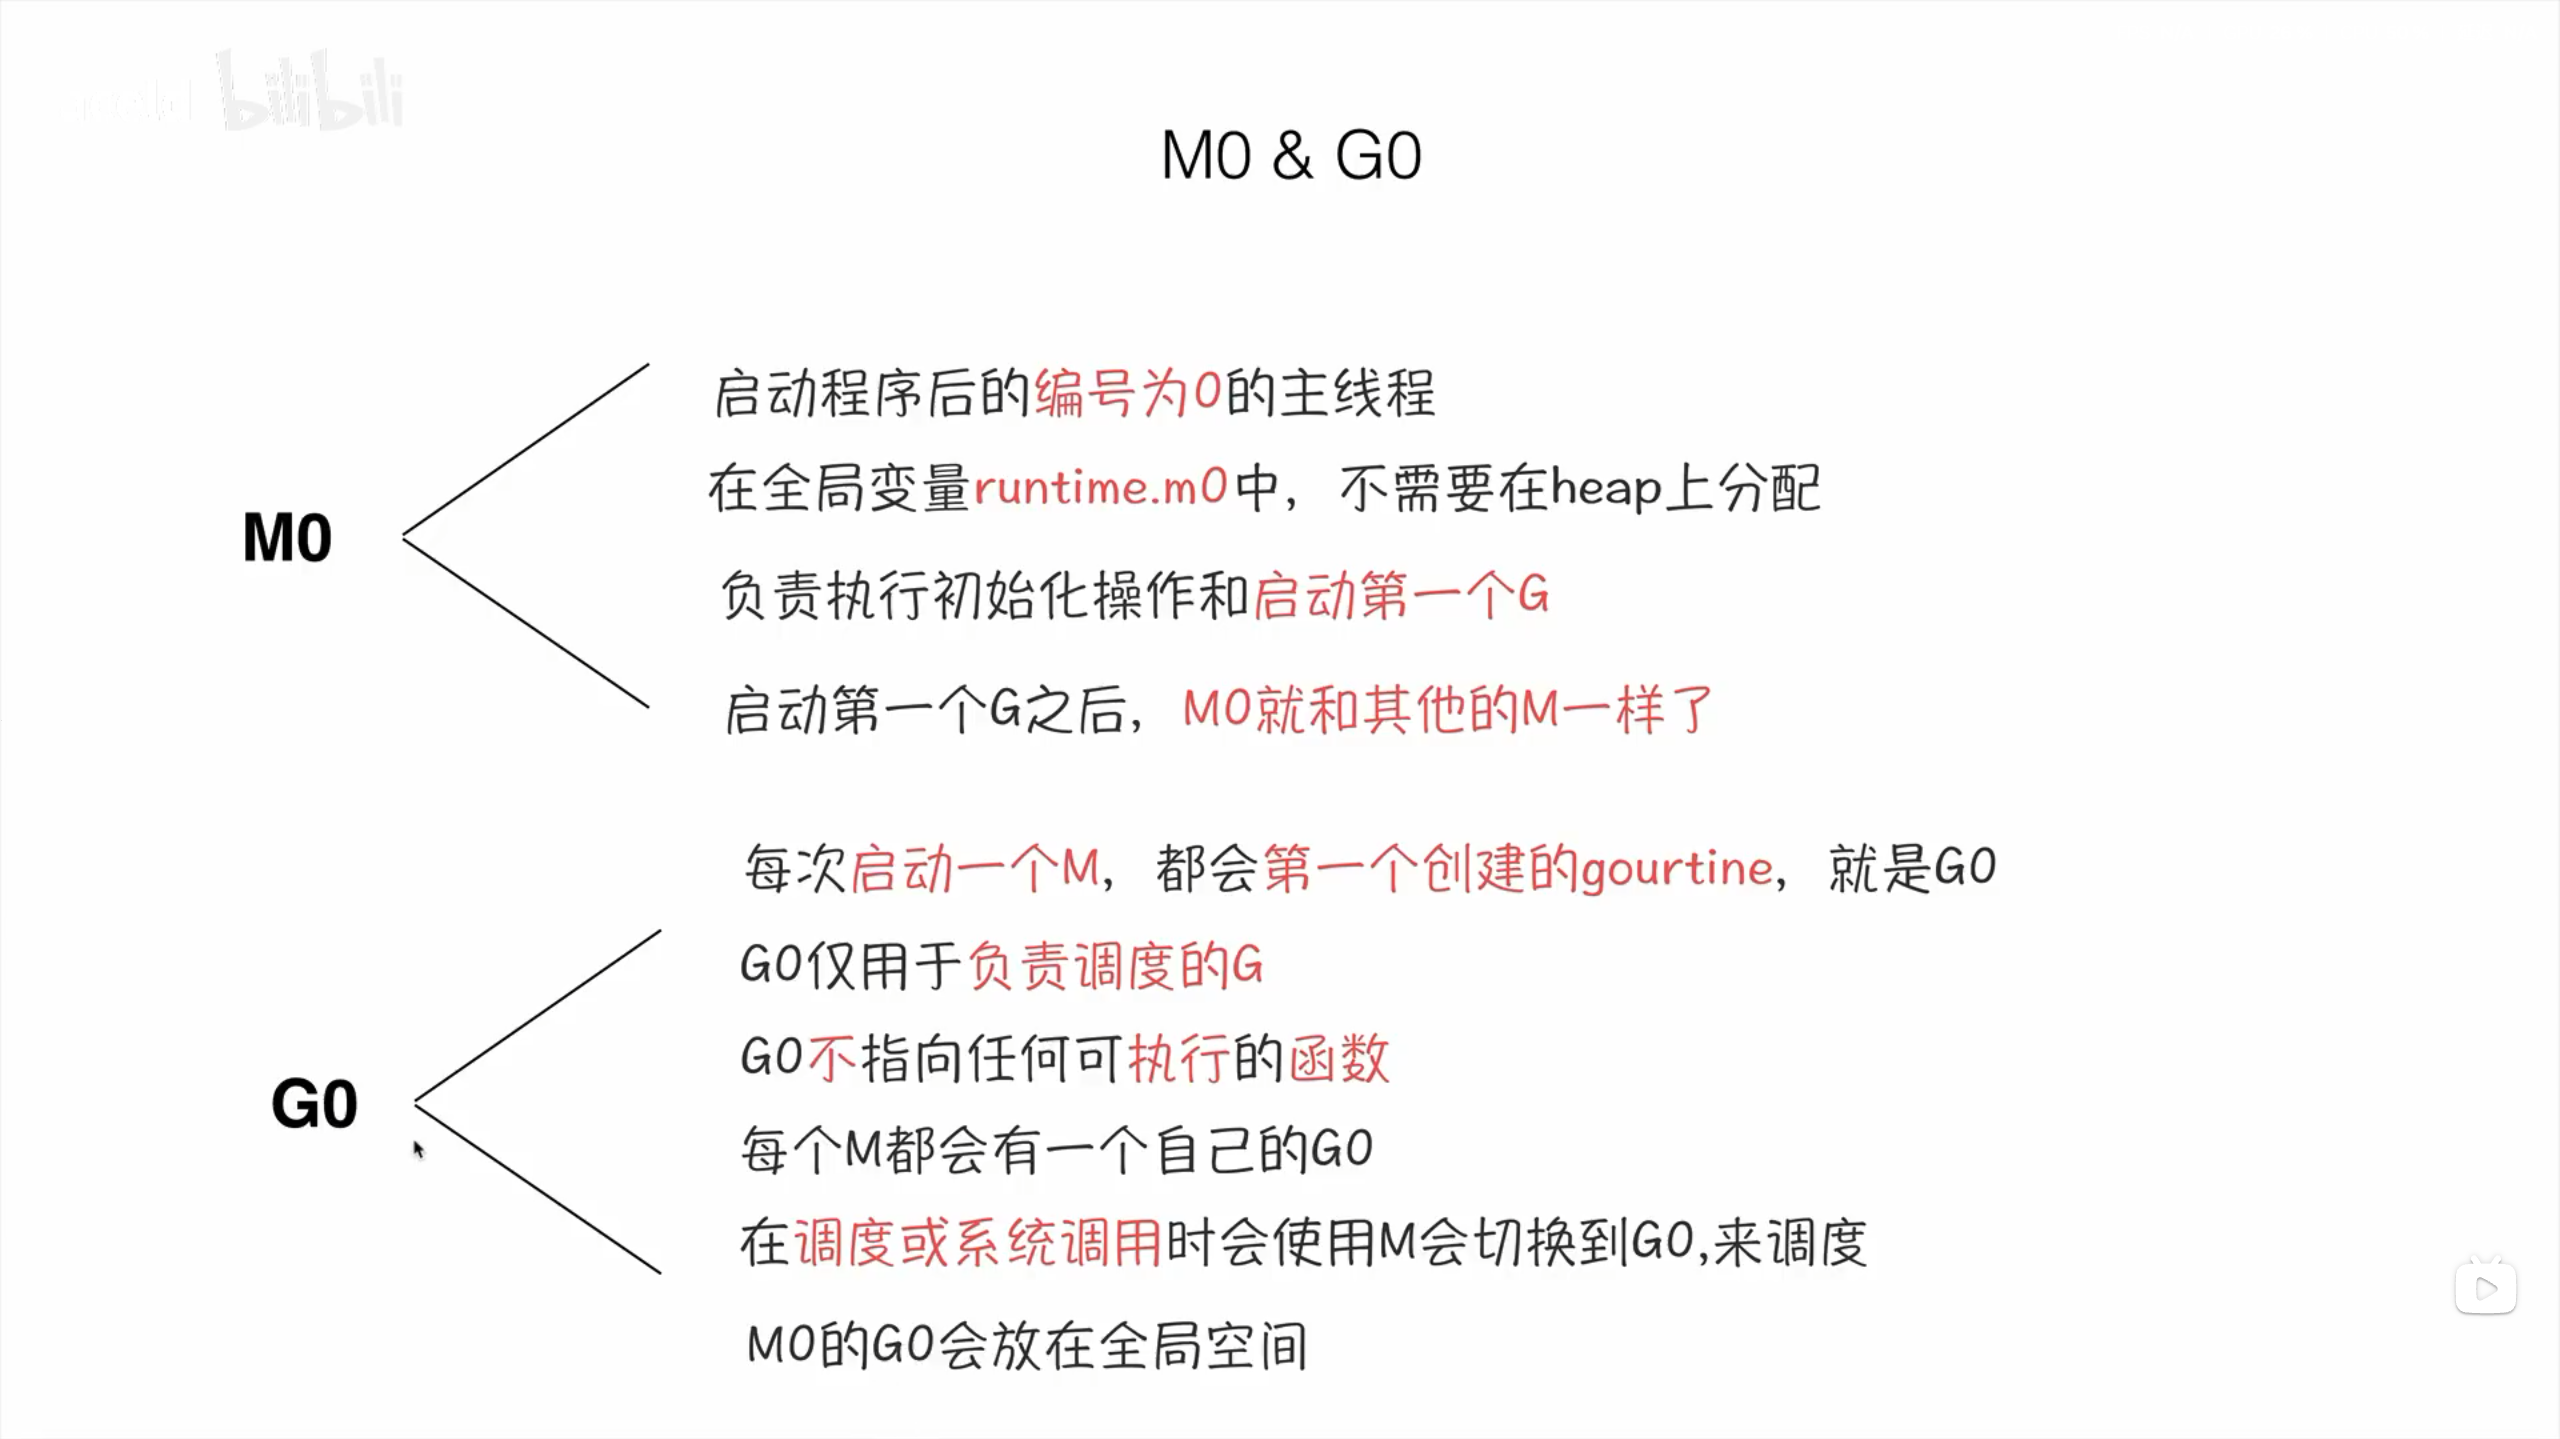 bilibili
M0 & G0
启动程序后的编号为0的主线程
在全局变量runtime.m0中，不需要在heap上分配
M0
负责执行初始化操作和启动第一个G
启动第一个G之后，M0就和其他的M一样了
每次启动一个M，都会第一个创建的gourtine，就是G0
G0仅用于负责调度的G
G0不指向任何可执行的函数
G0
每个M都会有一个自己的G0
在调度或系统调用时会使用M会切换到G0,来调度
M0的G0会放在全局空间